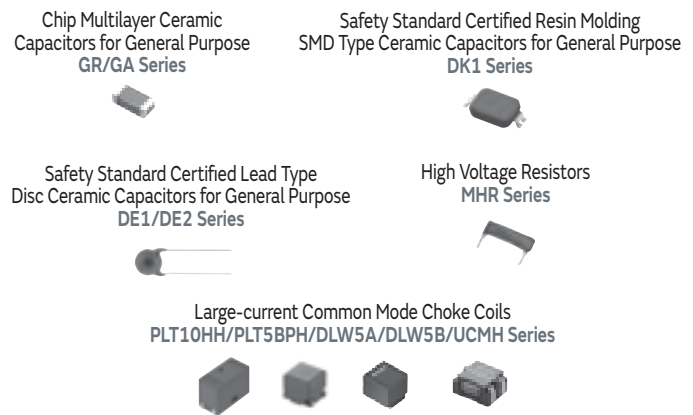 Chip Multilayer Ceramic
Capacitors for General Purpose
GR/GA Series
Safety Standard Certified Resin Molding
SMD Type Ceramic Capacitors for General Purpose
DK1 Series
Safety Standard Certified Lead Type
Disc Ceramic Capacitors for General Purpose
DE1/DE2 Series
High Voltage Resistors
MHR Series
Large-current Common Mode Choke Coils
PLT10HH/PLT5BPH/DLW5A/DLW5B/UCMH Series